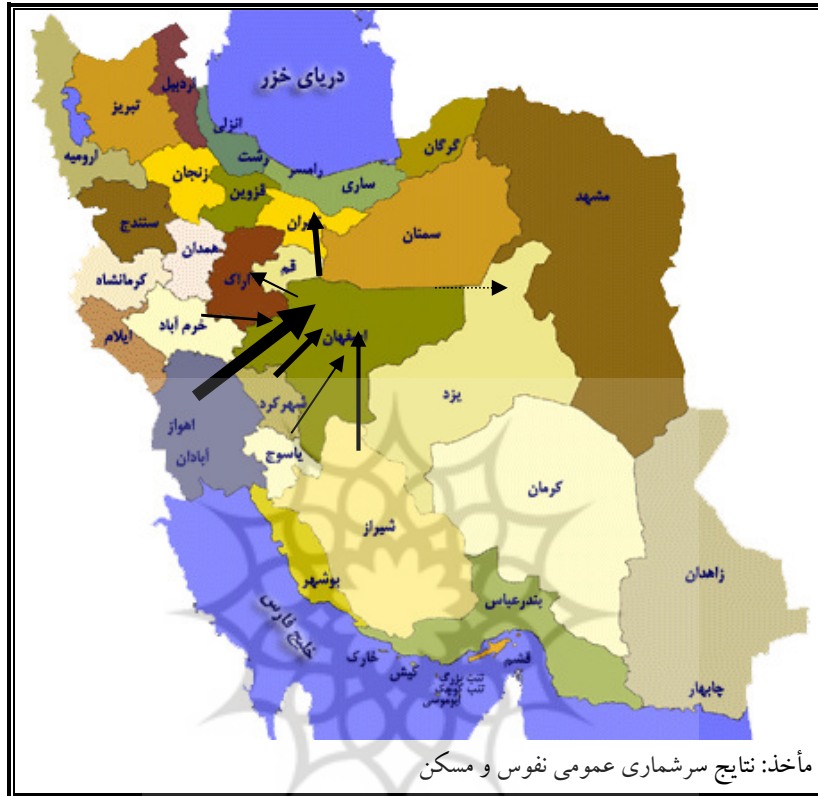 دریای خزر
اردبیل
تبریز
انزلی
گرگان
ارومیه
رشت
رامسر
زنجان
ساری
قزوین
مشهد
تهران
سمنان
سنندج
همدان
قم
اراک
کرمانشاه
خرم آباد
اصفهان
ایلام
یزد
شهرکرد
اهواز
یاسوج
آبادان
کرمان
شیراز
زاهدان
بوشهر
بندرعباس
خلیج فارس
خارک
کیش
قشم
تنب بزرگ
تنب کوچک
ابوموسی
چابهار
مأخذ: نتایج سرشماری عمومی نفوس و مسکن